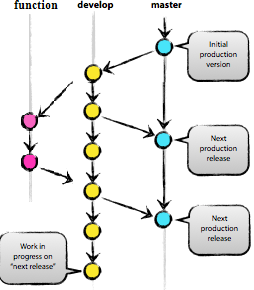 function develop master
Initial
production
version
Next
production
release
Next
production
release
Work in
progress on
"next release"